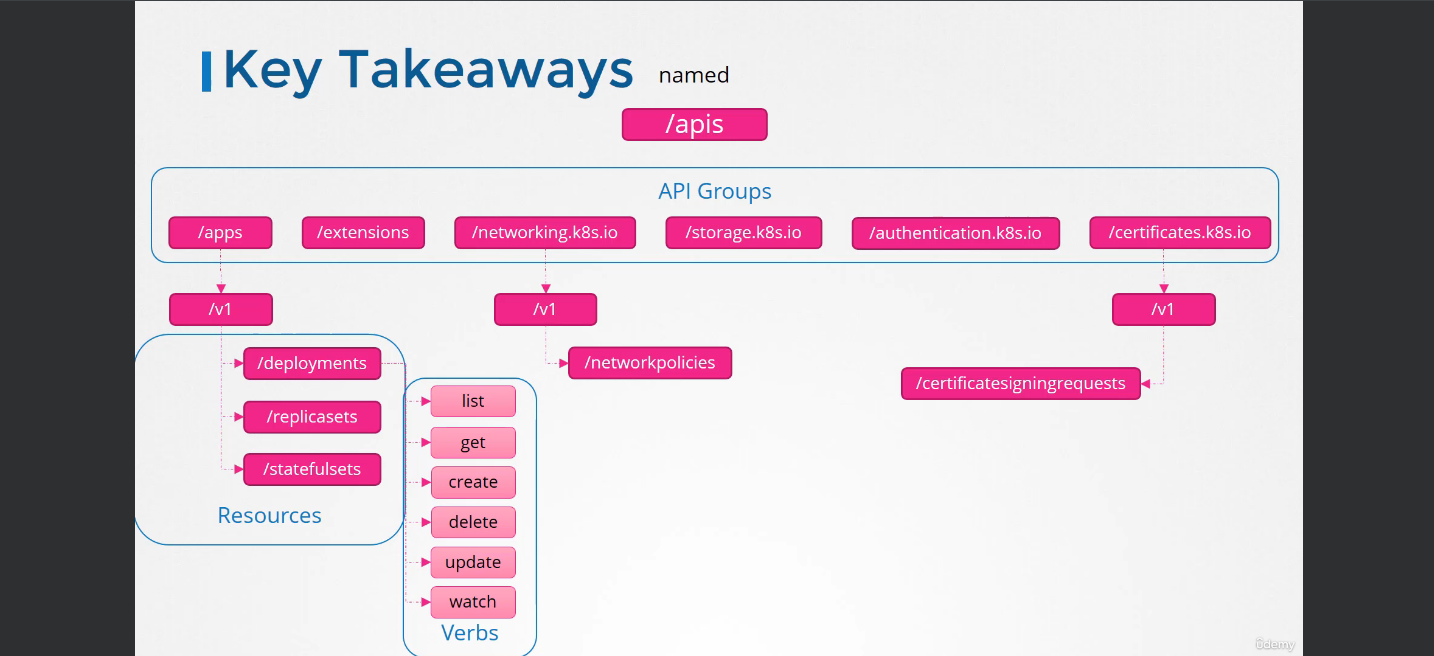 Key Takeaways
named
/apis
API Groups
/apps
/extensions
/networking.k8s.io
/storage.k8s.io
/authentication.k8s.io
/certificates.k8s.io
/v1
/v1
/v1
/deployments
/networkpolicies
/certificatesigningrequests
/replicasets
/statefulsets
Resources
list
get
create
delete
update
watch
Verbs
ûdemy